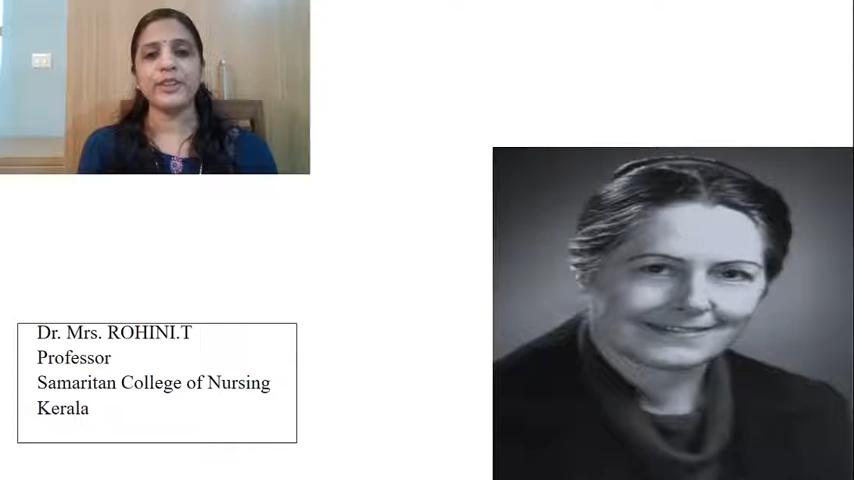 Dr. Mrs. ROHINI.T
Professor
Samaritan College of Nursing
Kerala